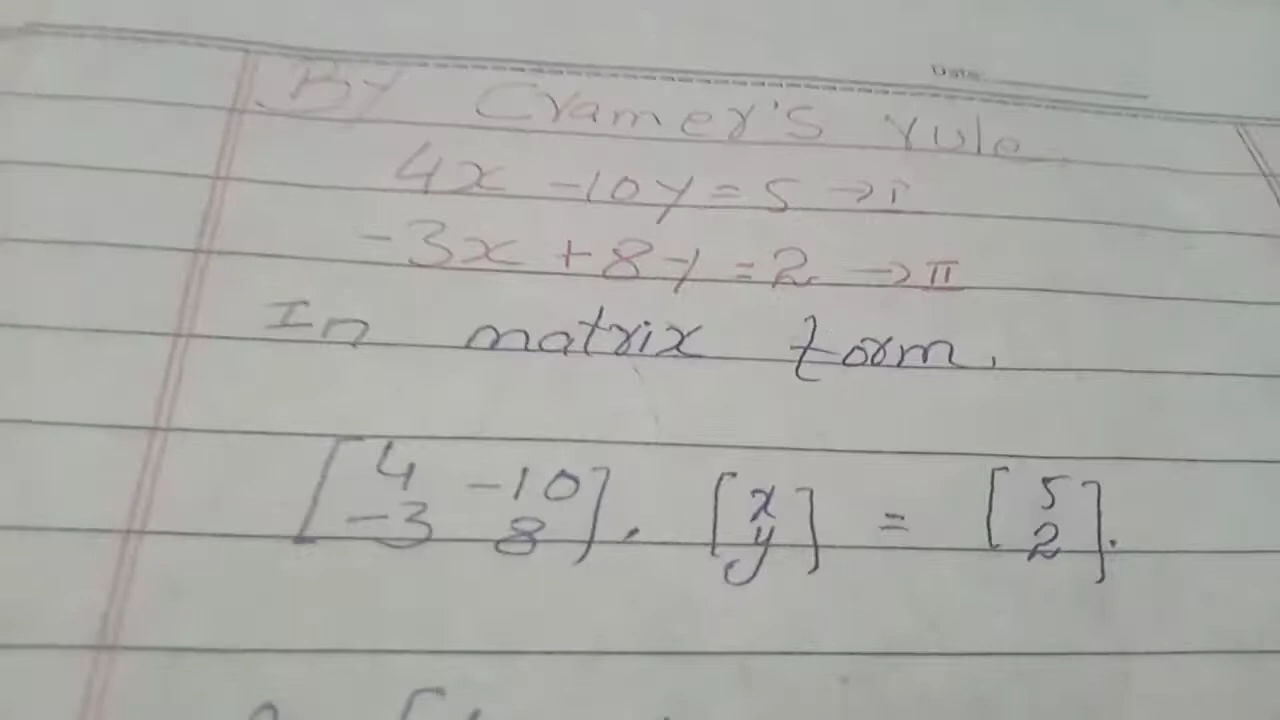 Date:
By Cramer's rule
4x - 10y = 5 → I
-3x + 8y = 2 → II
In matrix form,
[4 -10
-3 8] . [x
y] = [5
2].